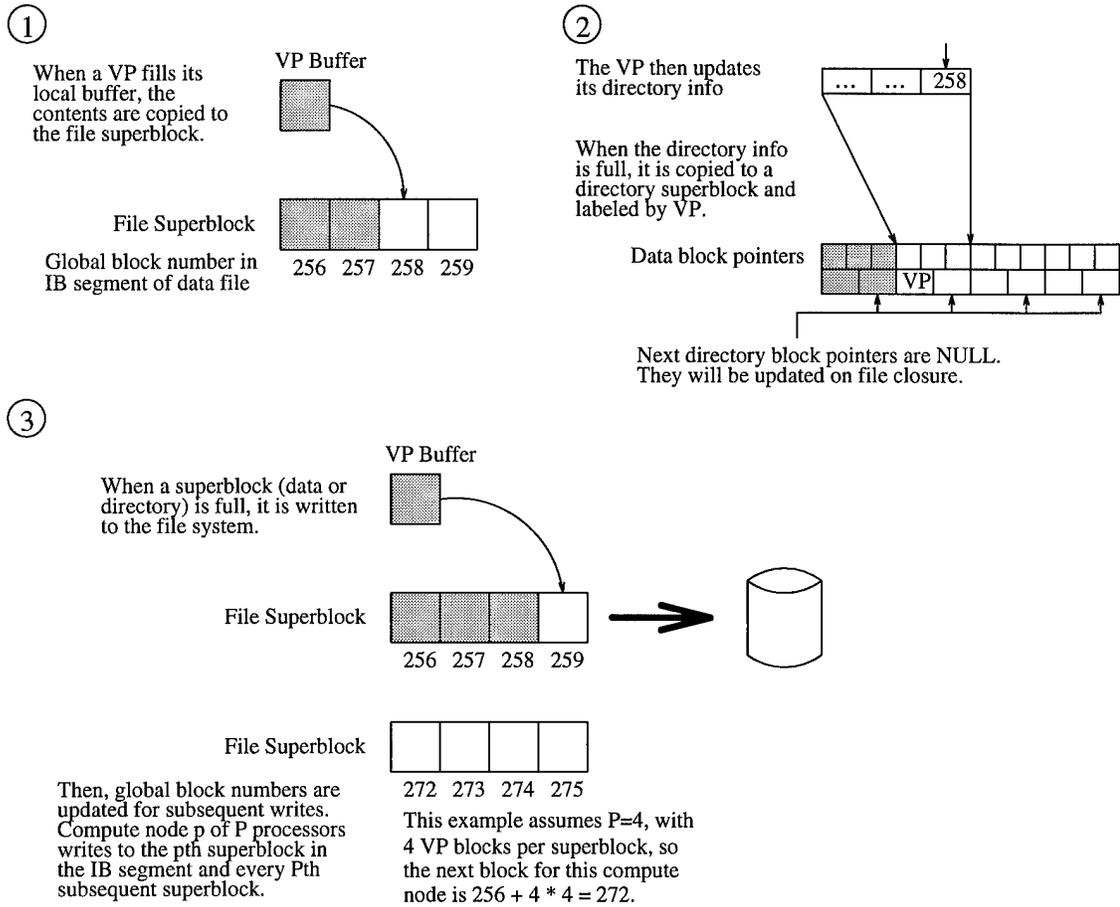 1
VP Buffer
When a VP fills its
local buffer, the
contents are copied to
the file superblock.
File Superblock
Global block number in
IB segment of data file
256 257 258 259
2
The VP then updates
its directory info
... ... 258
When the directory info
is full, it is copied to a
directory superblock and
labeled by VP.
Data block pointers
VP
Next directory block pointers are NULL.
They will be updated on file closure.
3
VP Buffer
When a superblock (data or
directory) is full, it is written
to the file system.
File Superblock
256 257 258 259
File Superblock
272 273 274 275
Then, global block numbers are
updated for subsequent writes.
Compute node p of P processors
writes to the pth superblock in
the IB segment and every Pth
subsequent superblock.
This example assumes P=4, with
4 VP blocks per superblock, so
the next block for this compute
node is 256 + 4 * 4 = 272.